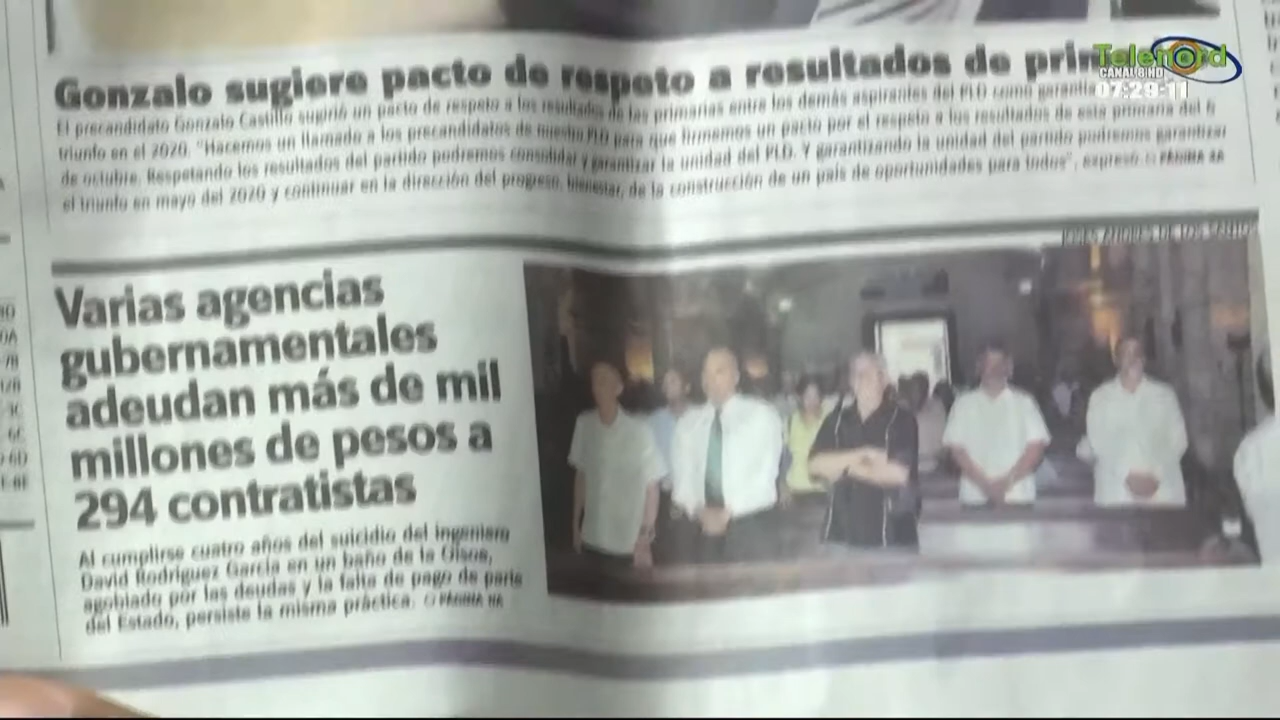 Telenord
CANAL 8 HD
07:29:11
Gonzalo sugiere pacto de respeto a resultados de prim
El precandidato Gonzalo Castillo sugirió un pacto de respeto a los resultados de las primarias entre los demás aspirantes del PLD como garantía
triunfo en el 2020. "Hacemos un llamado a los precandidatos de nuestro PLD para que firmemos un pacto por el respeto a los resultados de esta primaria del 6
de octubre. Respetando los resultados del partido podremos consolidar y garantizar la unidad del PLD. Y garantizando la unidad del partido podremos garantizar
el triunfo en mayo del 2020 y continuar en la dirección del progreso, bienestar, de la construcción de un país de oportunidades para todos", expresó. PÁGINA
Varias agencias
gubernamentales
adeudan más de mil
millones de pesos a
294 contratistas
Al cumplirse cuatro años del suicidio del ingeniero
David Rodríguez García en un baño de la Oisoe,
agobiado por las deudas y la falta de pago de parte
del Estado, persiste la misma práctica. PÁGINA